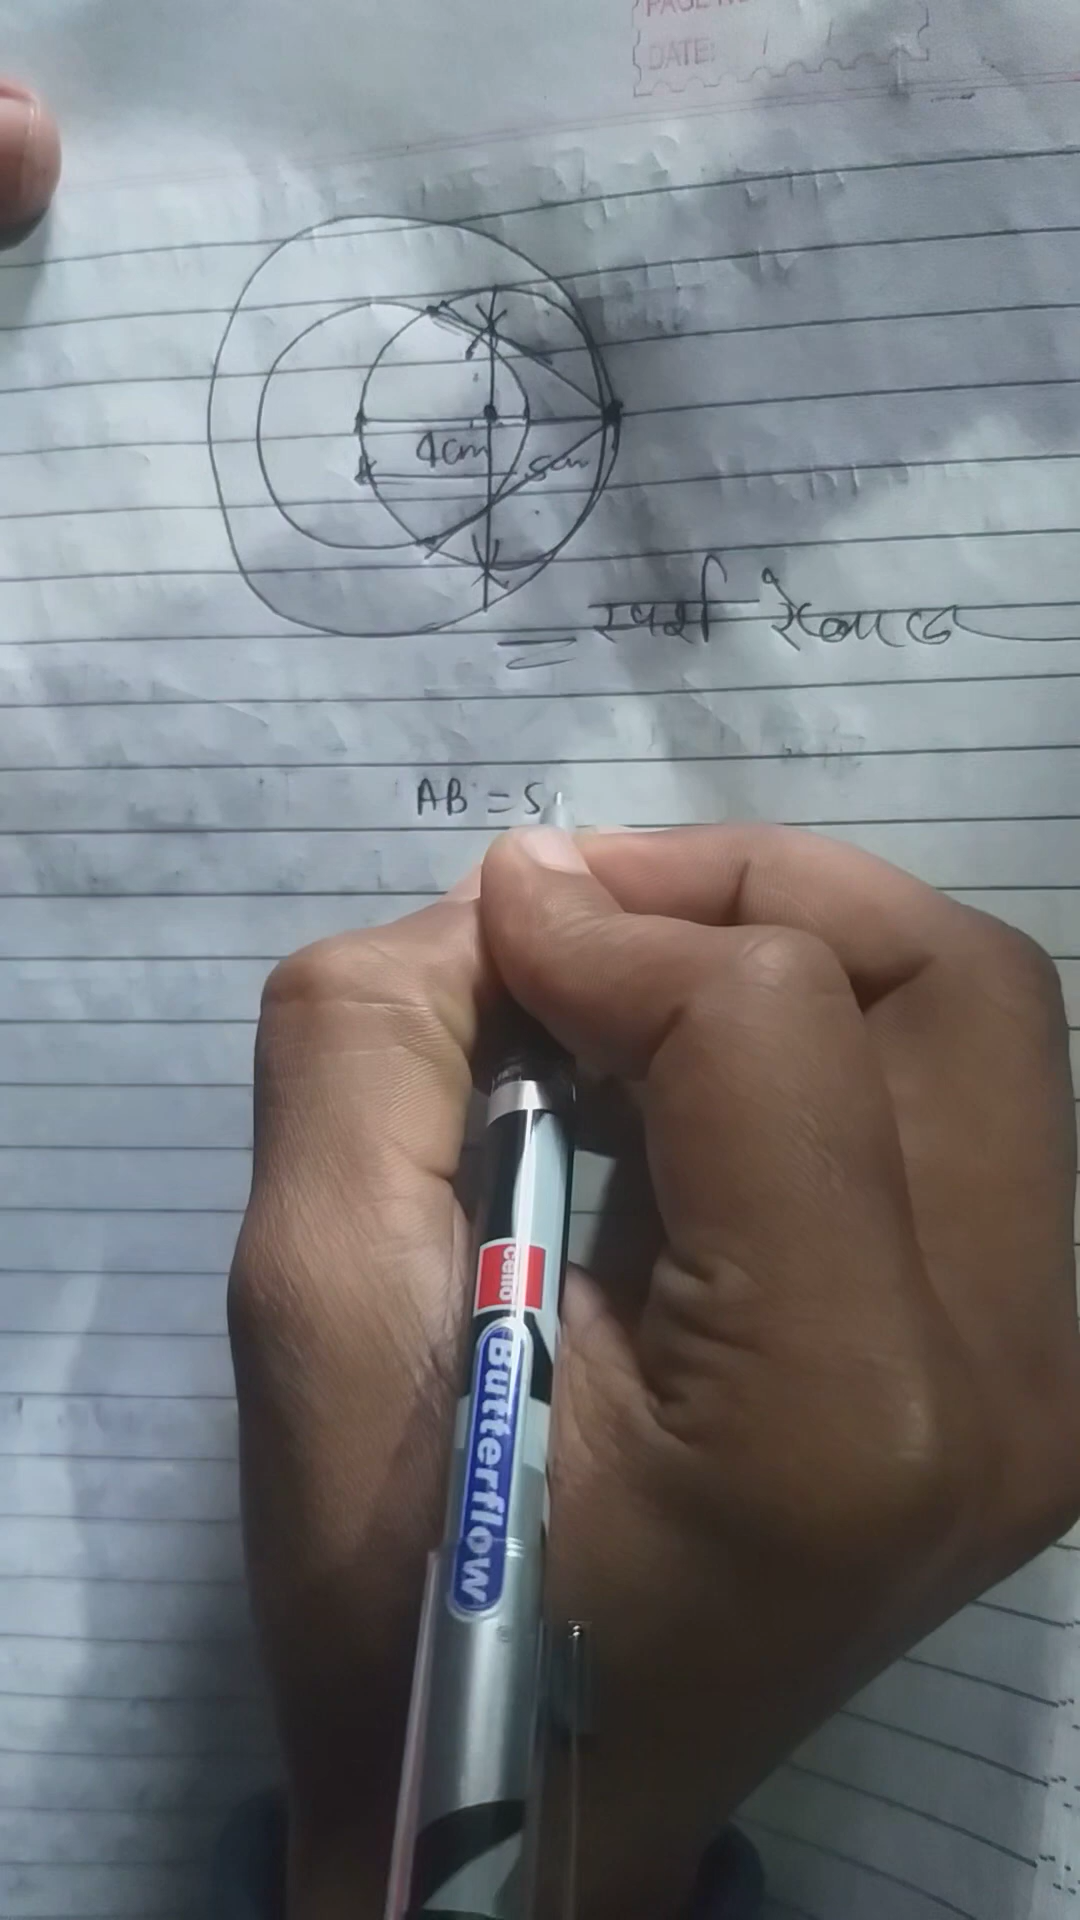 DATE:
4cm
5cm
= स्पर्श रेखाएं
AB = 5
cello
Butterflow